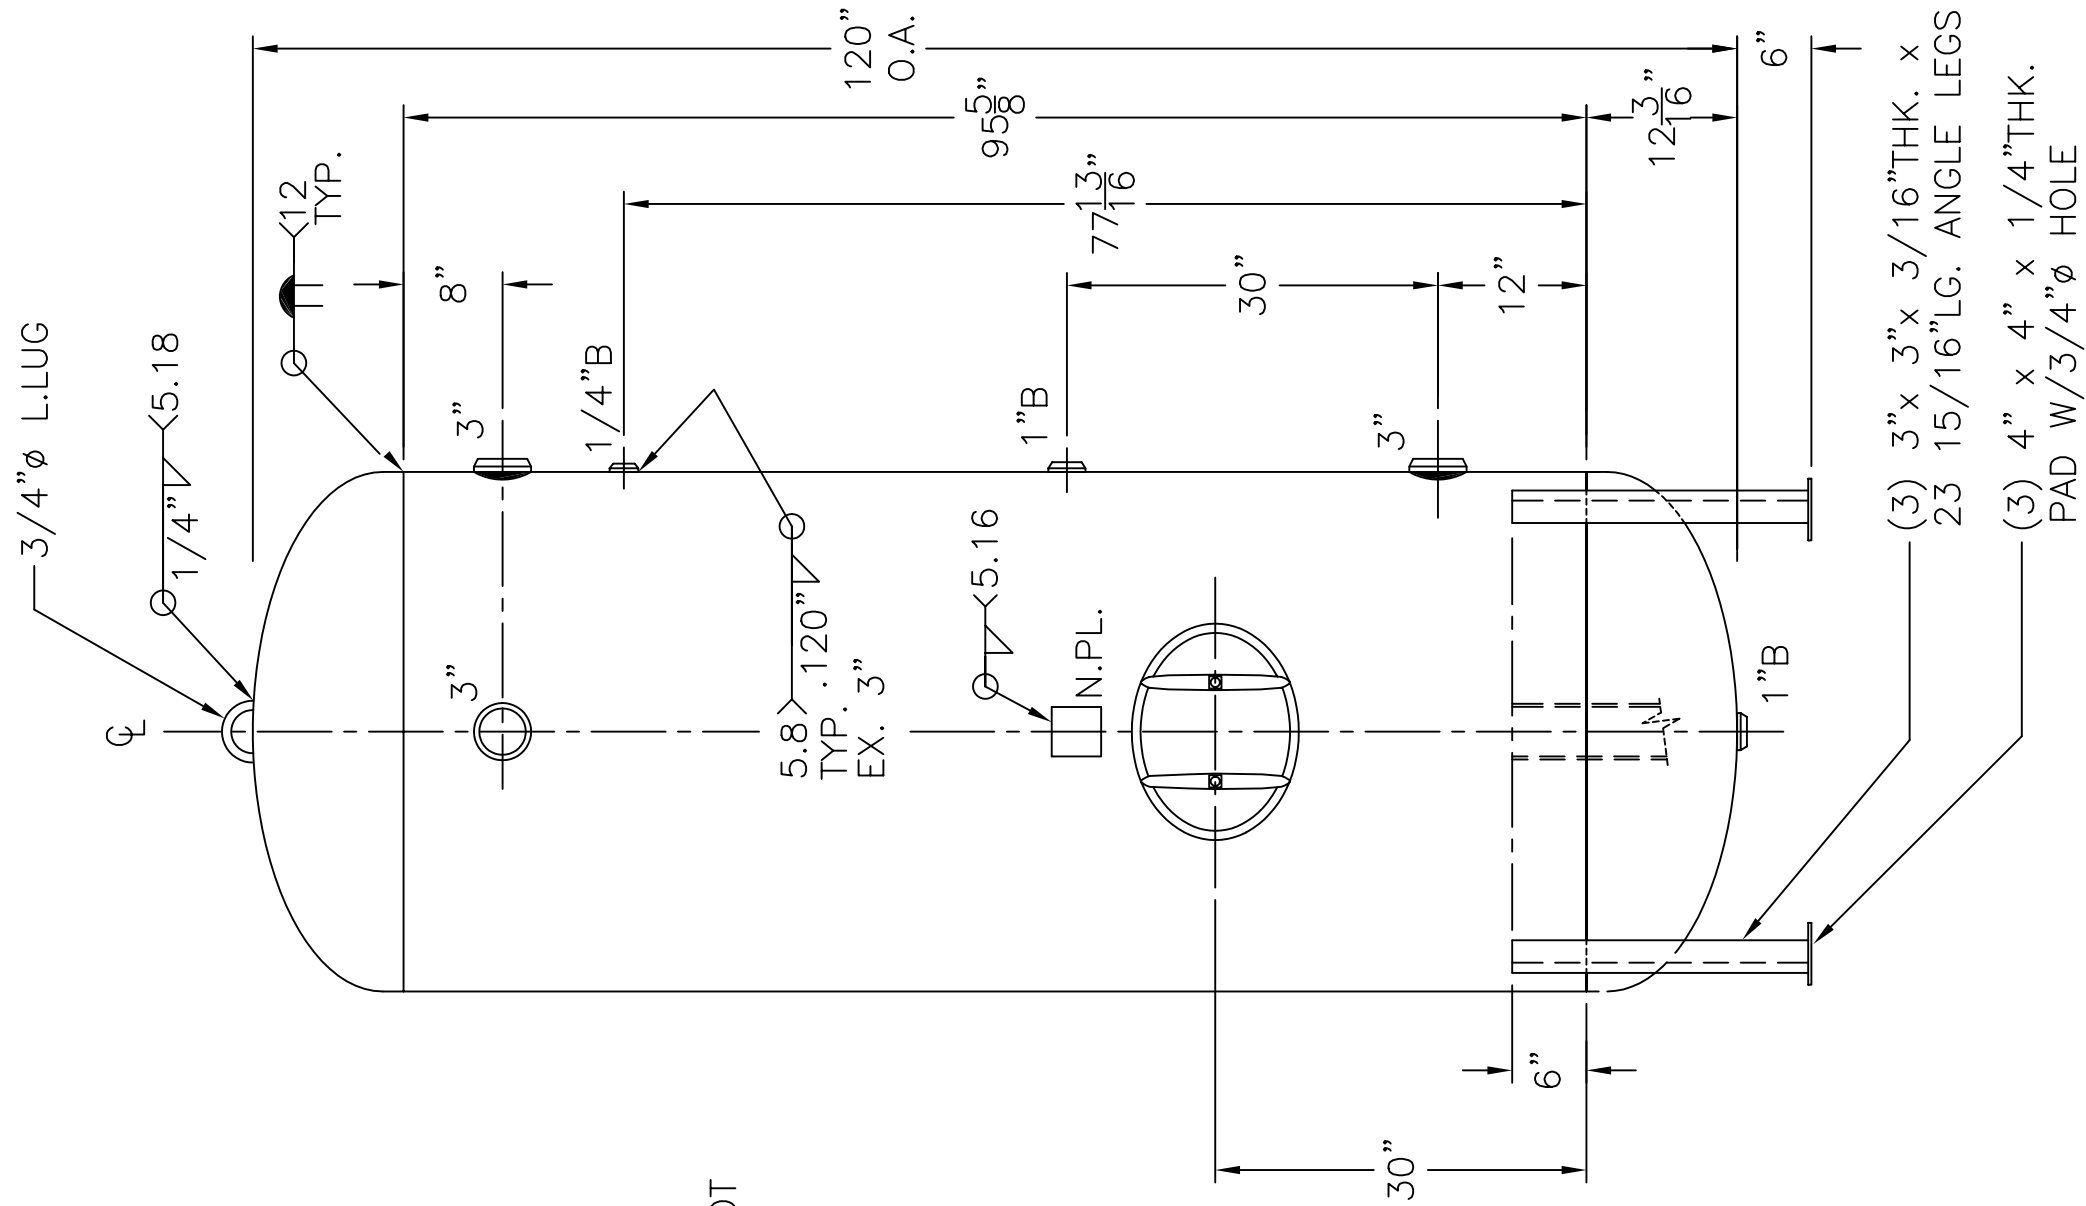 3/4"ø L.LUG
1/4" 5.18
12
TYP.
120"
O.A.
95 5/8"
77 13/16"
12 3/16"
6"
8"
30"
12"
3"
1/4"B
1"B
3"
℄
3"
5.8 .120"
TYP.
EX. 3"
5.16
N.PL.
1"B
6"
30"
(3) 3"x 3"x 3/16"THK. x
23 15/16"LG. ANGLE LEGS
(3) 4" x 4" x 1/4"THK.
PAD W/3/4"ø HOLE